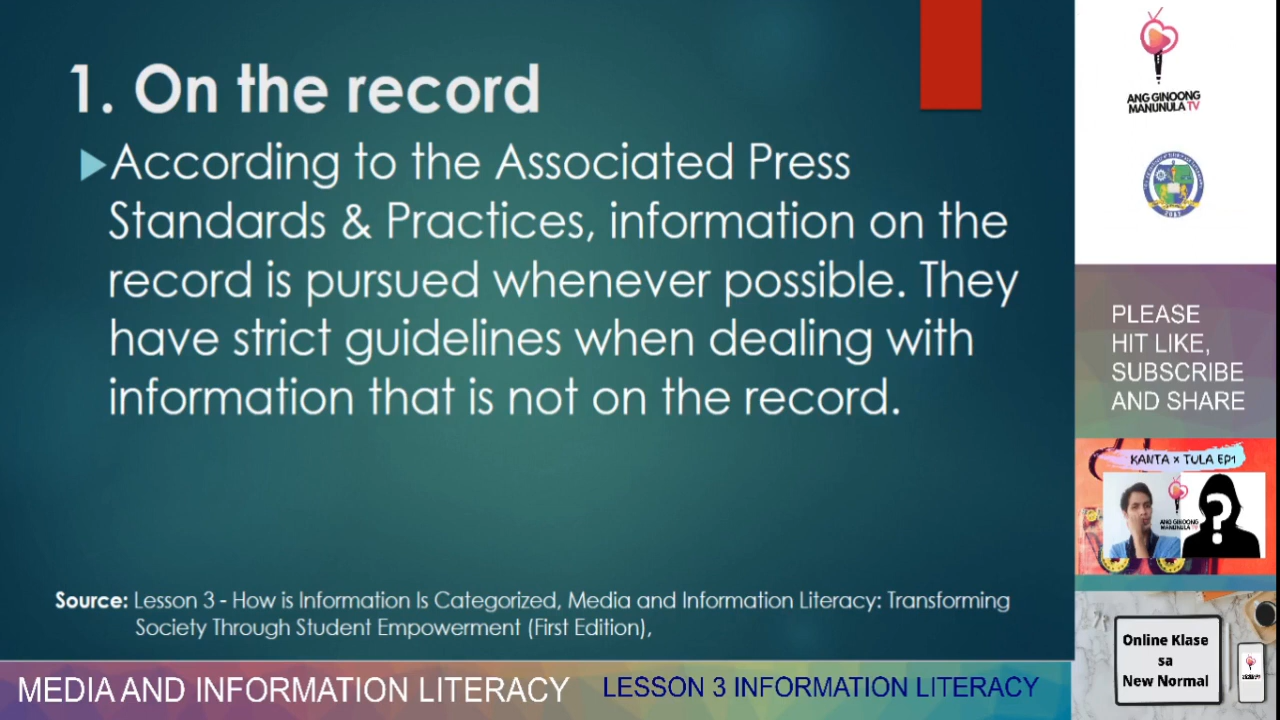 1. On the record
According to the Associated Press
Standards & Practices, information on the
record is pursued whenever possible. They
have strict guidelines when dealing with
information that is not on the record.
Source: Lesson 3 - How is Information Is Categorized, Media and Information Literacy: Transforming
Society Through Student Empowerment (First Edition),
MEDIA AND INFORMATION LITERACY
LESSON 3 INFORMATION LITERACY
ANG GINOONG
MANUNULA TV
2017
PLEASE
HIT LIKE,
SUBSCRIBE
AND SHARE
KANTA x TULA EP1
ANG GINOONG
MANUNULA TV
?
Online Klase
sa
New Normal